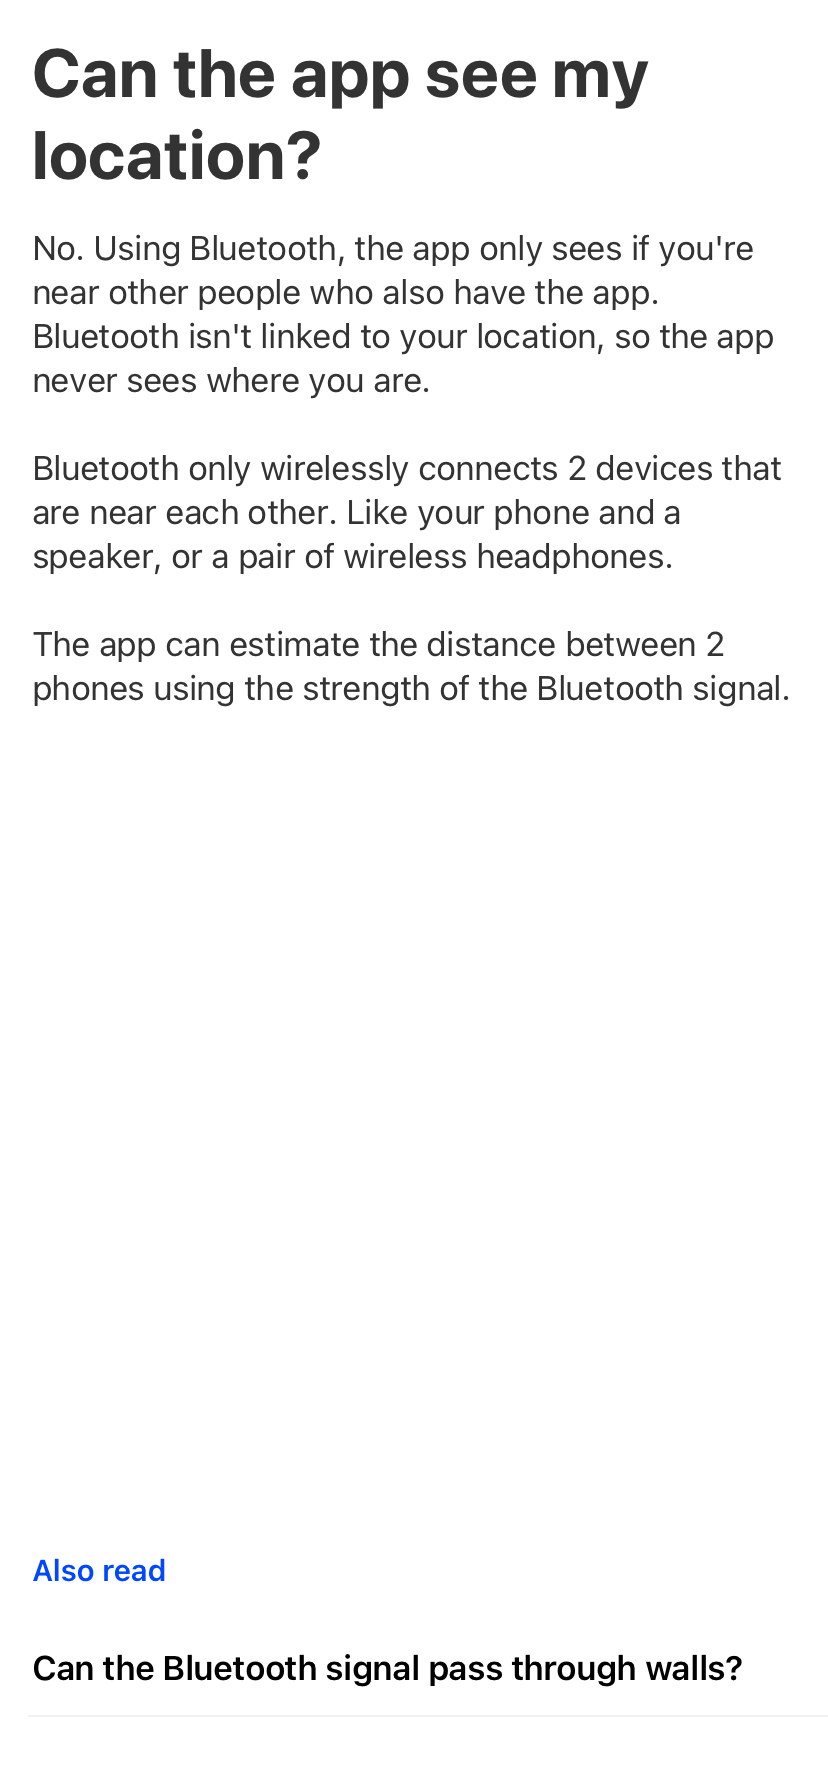 Can the app see my
location?
No. Using Bluetooth, the app only sees if you're
near other people who also have the app.
Bluetooth isn't linked to your location, so the app
never sees where you are.
Bluetooth only wirelessly connects 2 devices that
are near each other. Like your phone and a
speaker, or a pair of wireless headphones.
The app can estimate the distance between 2
phones using the strength of the Bluetooth signal.
Also read
Can the Bluetooth signal pass through walls?